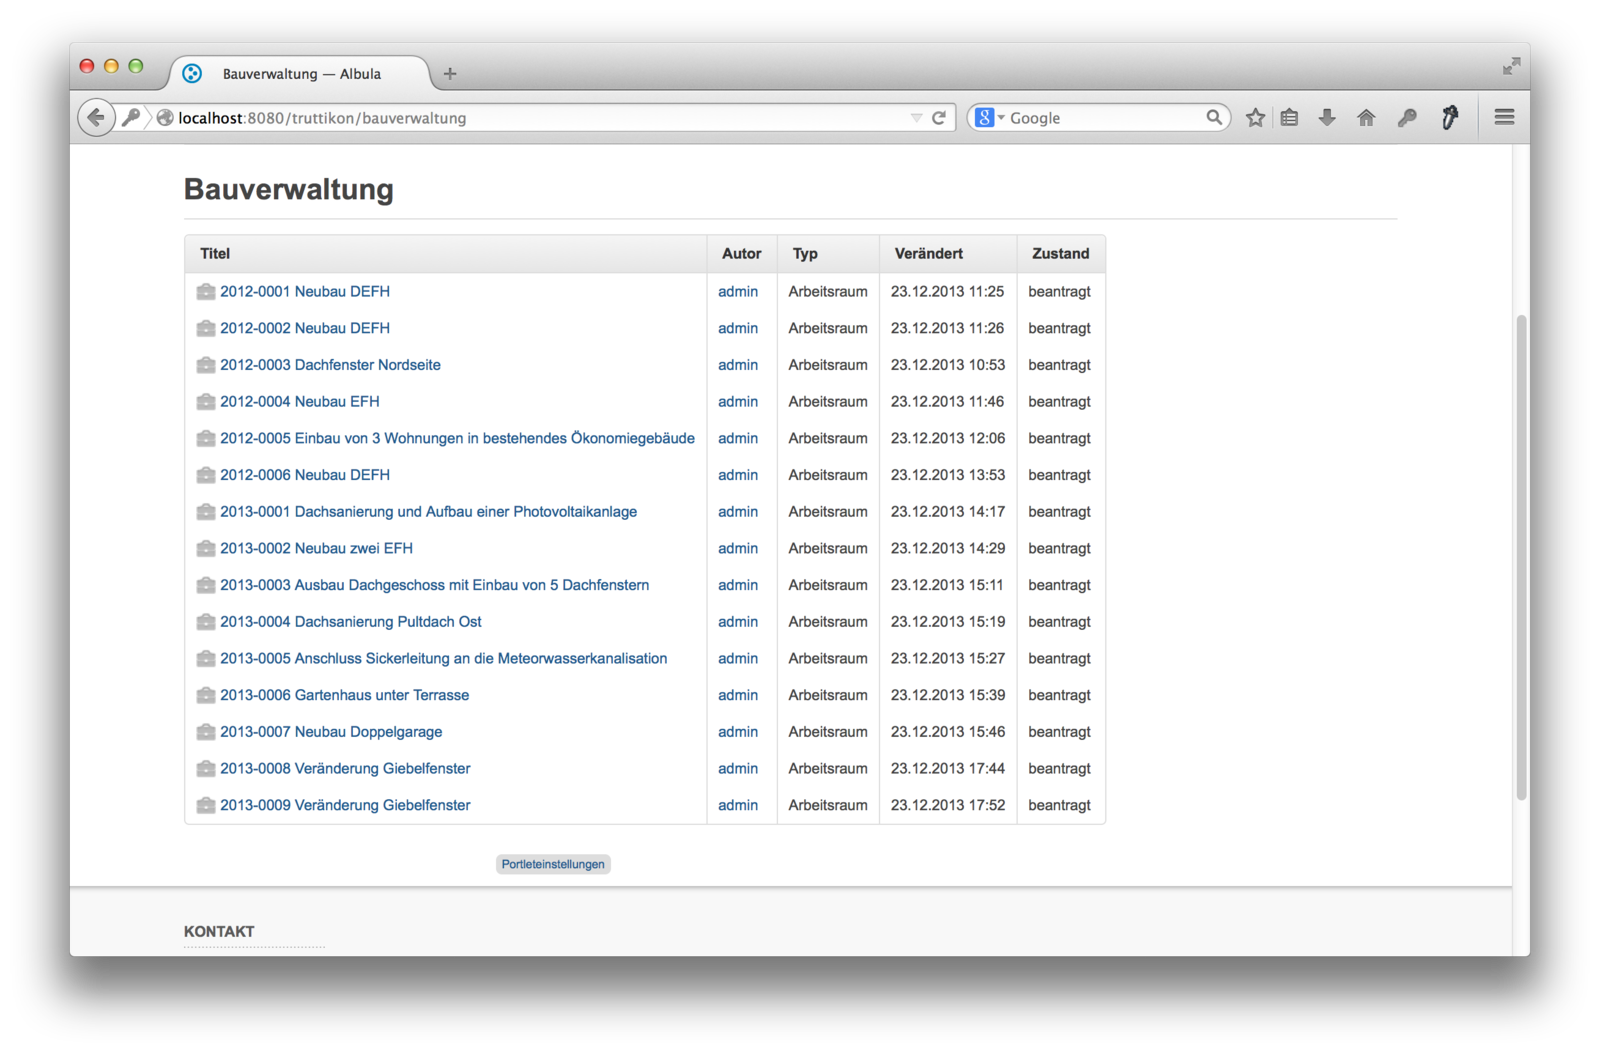 Bauverwaltung — Albula
localhost:8080/truttikon/bauverwaltung
8 Google
Bauverwaltung
Titel Autor Typ Verändert Zustand
2012-0001 Neubau DEFH admin Arbeitsraum 23.12.2013 11:25 beantragt
2012-0002 Neubau DEFH admin Arbeitsraum 23.12.2013 11:26 beantragt
2012-0003 Dachfenster Nordseite admin Arbeitsraum 23.12.2013 10:53 beantragt
2012-0004 Neubau EFH admin Arbeitsraum 23.12.2013 11:46 beantragt
2012-0005 Einbau von 3 Wohnungen in bestehendes Ökonomiegebäude admin Arbeitsraum 23.12.2013 12:06 beantragt
2012-0006 Neubau DEFH admin Arbeitsraum 23.12.2013 13:53 beantragt
2013-0001 Dachsanierung und Aufbau einer Photovoltaikanlage admin Arbeitsraum 23.12.2013 14:17 beantragt
2013-0002 Neubau zwei EFH admin Arbeitsraum 23.12.2013 14:29 beantragt
2013-0003 Ausbau Dachgeschoss mit Einbau von 5 Dachfenstern admin Arbeitsraum 23.12.2013 15:11 beantragt
2013-0004 Dachsanierung Pultdach Ost admin Arbeitsraum 23.12.2013 15:19 beantragt
2013-0005 Anschluss Sickerleitung an die Meteorwasserkanalisation admin Arbeitsraum 23.12.2013 15:27 beantragt
2013-0006 Gartenhaus unter Terrasse admin Arbeitsraum 23.12.2013 15:39 beantragt
2013-0007 Neubau Doppelgarage admin Arbeitsraum 23.12.2013 15:46 beantragt
2013-0008 Veränderung Giebelfenster admin Arbeitsraum 23.12.2013 17:44 beantragt
2013-0009 Veränderung Giebelfenster admin Arbeitsraum 23.12.2013 17:52 beantragt
Portleteinstellungen
KONTAKT